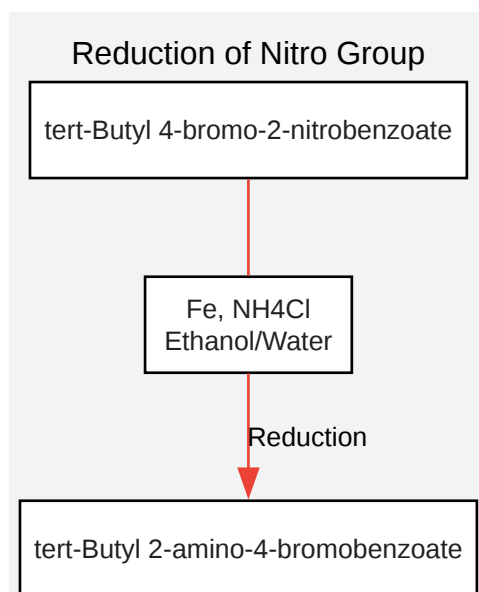 Reduction of Nitro Group
tert-Butyl 4-bromo-2-nitrobenzoate
Fe, NH4Cl
Ethanol/Water
Reduction
tert-Butyl 2-amino-4-bromobenzoate